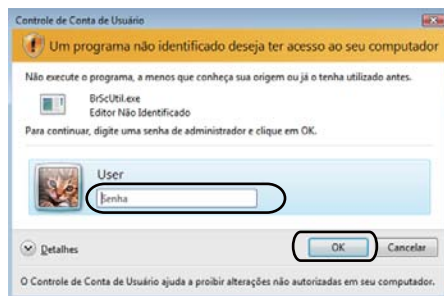 Controle de Conta de Usuário
Um programa não identificado deseja ter acesso ao seu computador
Não execute o programa, a menos que conheça sua origem ou já o tenha utilizado antes.
BrScUtil.exe
Editor Não Identificado
Para continuar, digite uma senha de administrador e clique em OK.
User
Senha
Detalhes
OK
Cancelar
O Controle de Conta de Usuário ajuda a proibir alterações não autorizadas em seu computador.